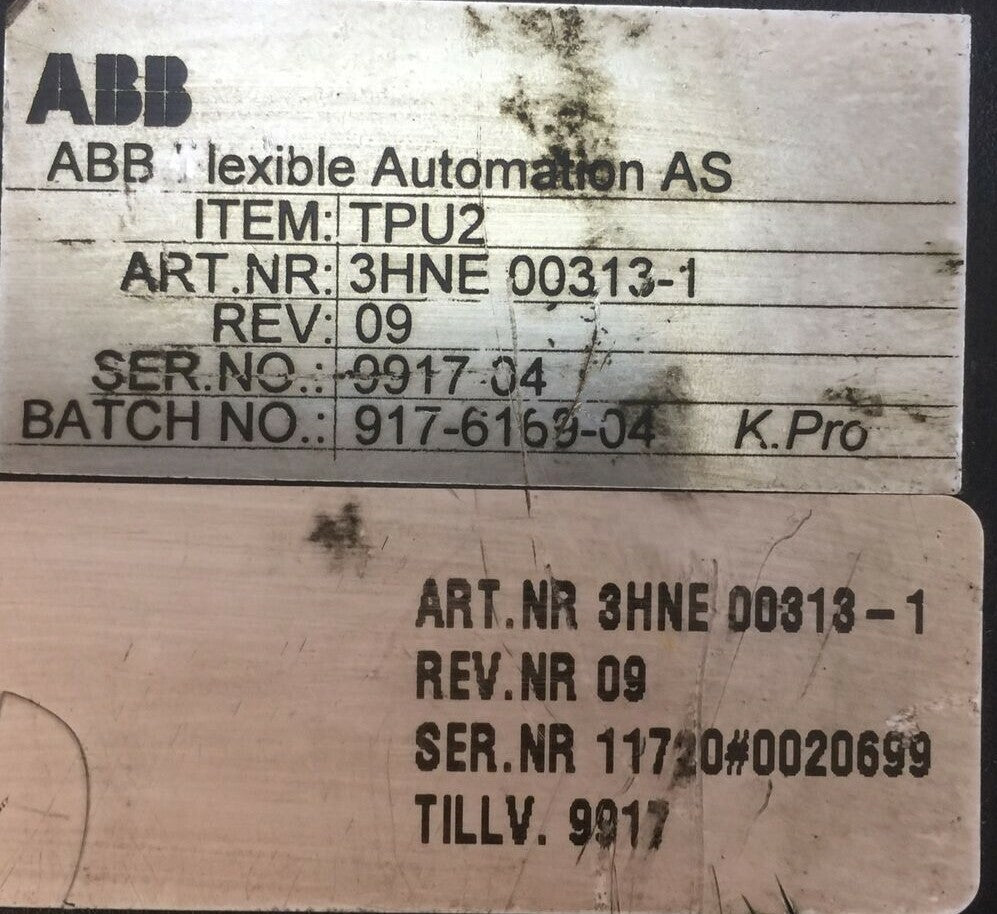 ABB
ABB Flexible Automation AS
ITEM: TPU2
ART.NR: 3HNE 00313-1
REV: 09
SER.NO.: 9917-04
BATCH NO.: 917-6169-04 K.Pro
ART.NR 3HNE 00313-1
REV.NR 09
SER.NR 11720#0020699
TILLV. 9917